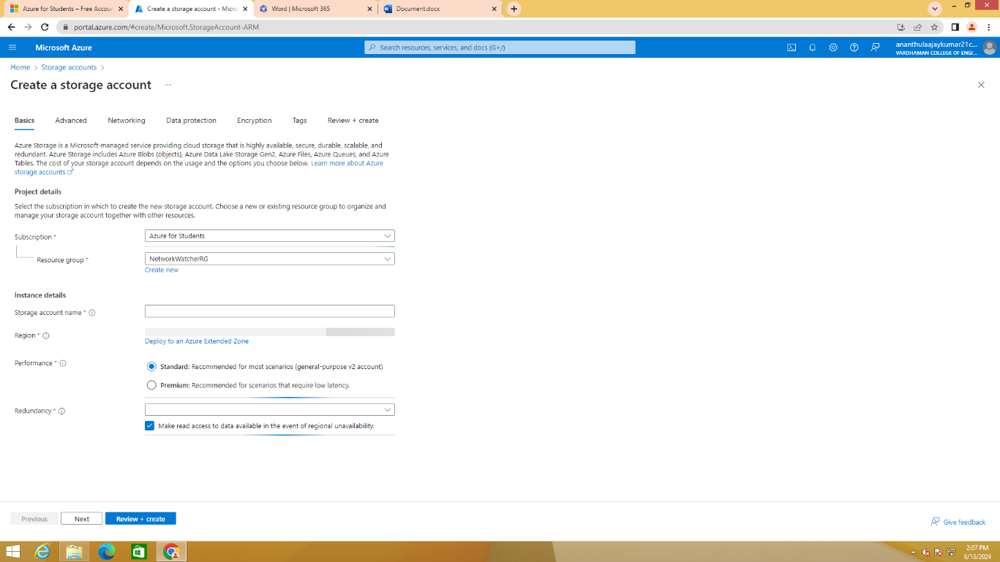 Azure for Students – Free Accoun
Create a storage account - Micro
Word | Microsoft 365
Document.docx
portal.azure.com/#create/Microsoft.StorageAccount-ARM
Microsoft Azure
Search resources, services, and docs (G+/)
ananthulaajaykumar21c...
VARDHAMAN COLLEGE OF ENGI...
Home > Storage accounts >
Create a storage account ...
Basics
Advanced
Networking
Data protection
Encryption
Tags
Review + create
Azure Storage is a Microsoft-managed service providing cloud storage that is highly available, secure, durable, scalable, and
redundant. Azure Storage includes Azure Blobs (objects), Azure Data Lake Storage Gen2, Azure Files, Azure Queues, and Azure
Tables. The cost of your storage account depends on the usage and the options you choose below. Learn more about Azure
storage accounts
Project details
Select the subscription in which to create the new storage account. Choose a new or existing resource group to organize and
manage your storage account together with other resources.
Subscription *
Azure for Students
Resource group *
NetworkWatcherRG
Create new
Instance details
Storage account name *
Region *
Deploy to an Azure Extended Zone
Performance *
Standard: Recommended for most scenarios (general-purpose v2 account)
Premium: Recommended for scenarios that require low latency.
Redundancy *
Make read access to data available in the event of regional unavailability.
Previous
Next
Review + create
Give feedback
2:07 PM
6/13/2024